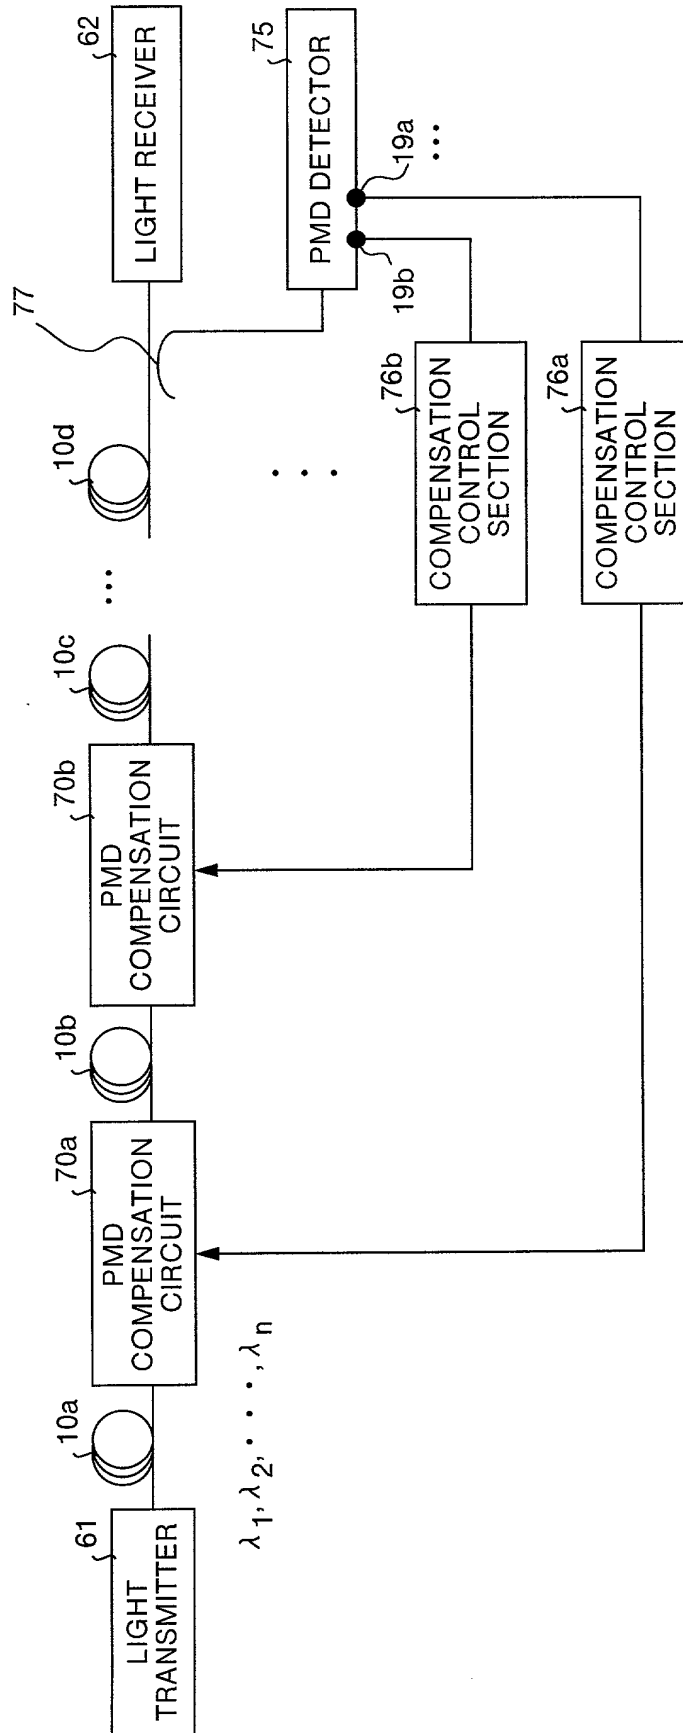 61
LIGHT
TRANSMITTER
10a
λ1, λ2, · · · · , λn
70a
PMD
COMPENSATION
CIRCUIT
10b
70b
PMD
COMPENSATION
CIRCUIT
10c
...
10d
77
62
LIGHT RECEIVER
75
PMD DETECTOR
19b
19a
...
. . .
76b
COMPENSATION
CONTROL
SECTION
76a
COMPENSATION
CONTROL
SECTION